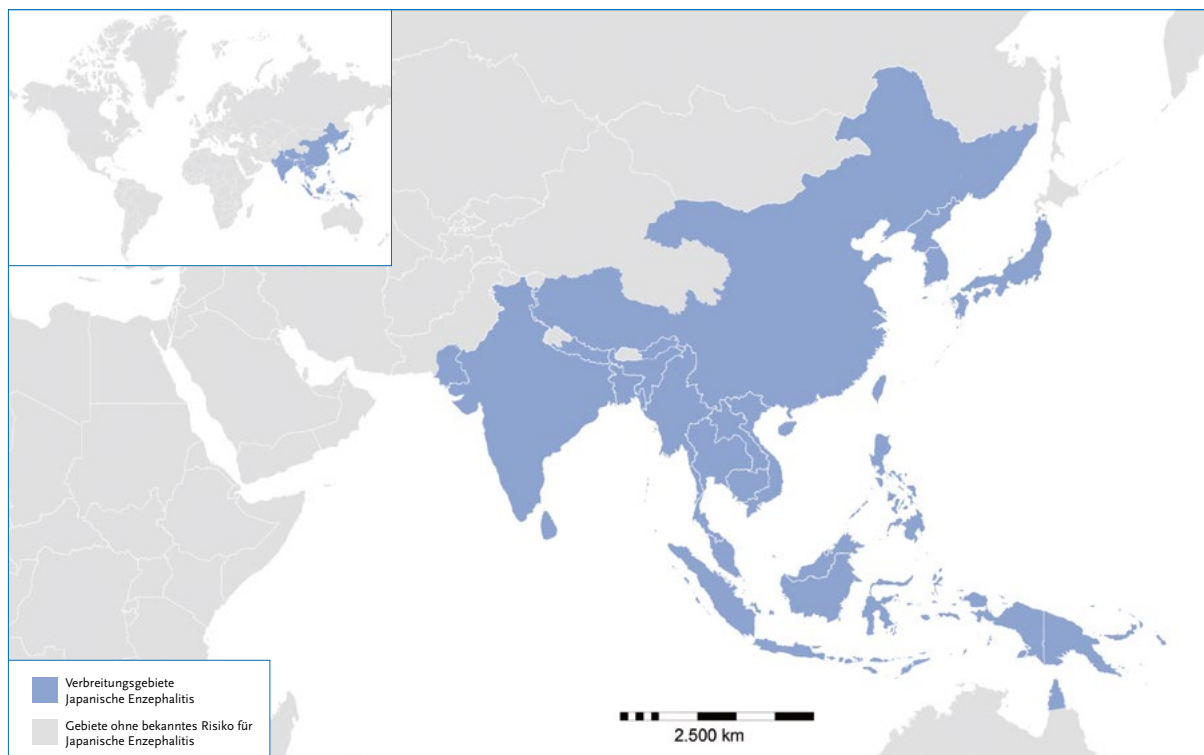 Verbreitungsgebiete
Japanische Enzephalitis
Gebiete ohne bekanntes Risiko für
Japanische Enzephalitis
2.500 km